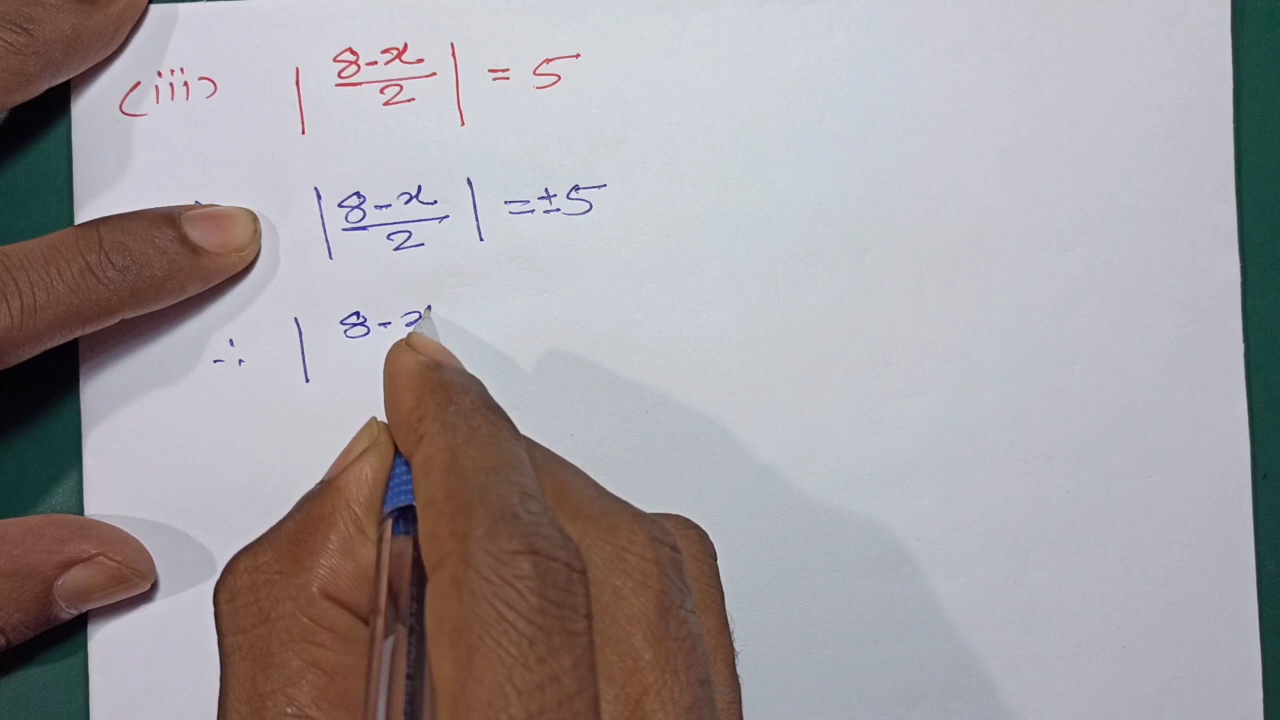 (iii) | 8-x/2 | = 5
| 8-x/2 | = ±5
∴ | 8-x